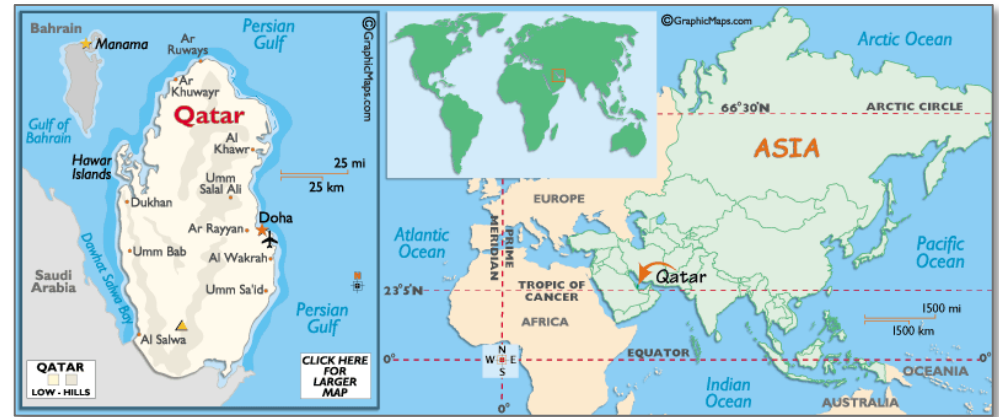 Bahrain
Manama
Persian
Gulf
©GraphicMaps.com
Ar
Ruways
Ar
Khuwayr
Qatar
Gulf of
Bahrain
Al
Khawr
Hawar
Islands
25 mi
25 km
Umm
Salal Ali
Dukhan
Doha
Ar Rayyan
Umm Bab
Al Wakrah
Dawhat Salwa Bay
Saudi
Arabia
Umm Sa'id
Persian
Gulf
Al Salwa
QATAR
LOW - HILLS
CLICK HERE
FOR
LARGER
MAP
©GraphicMaps.com
Arctic Ocean
66°30'N
ARCTIC CIRCLE
ASIA
EUROPE
Atlantic
Ocean
PRIME
MERIDIAN
Pacific
Ocean
Qatar
23°5'N
TROPIC OF
CANCER
AFRICA
1500 mi
1500 km
EQUATOR
0°
N
W E
S
0°
OCEANIA
Indian
Ocean
AUSTRALIA
0°